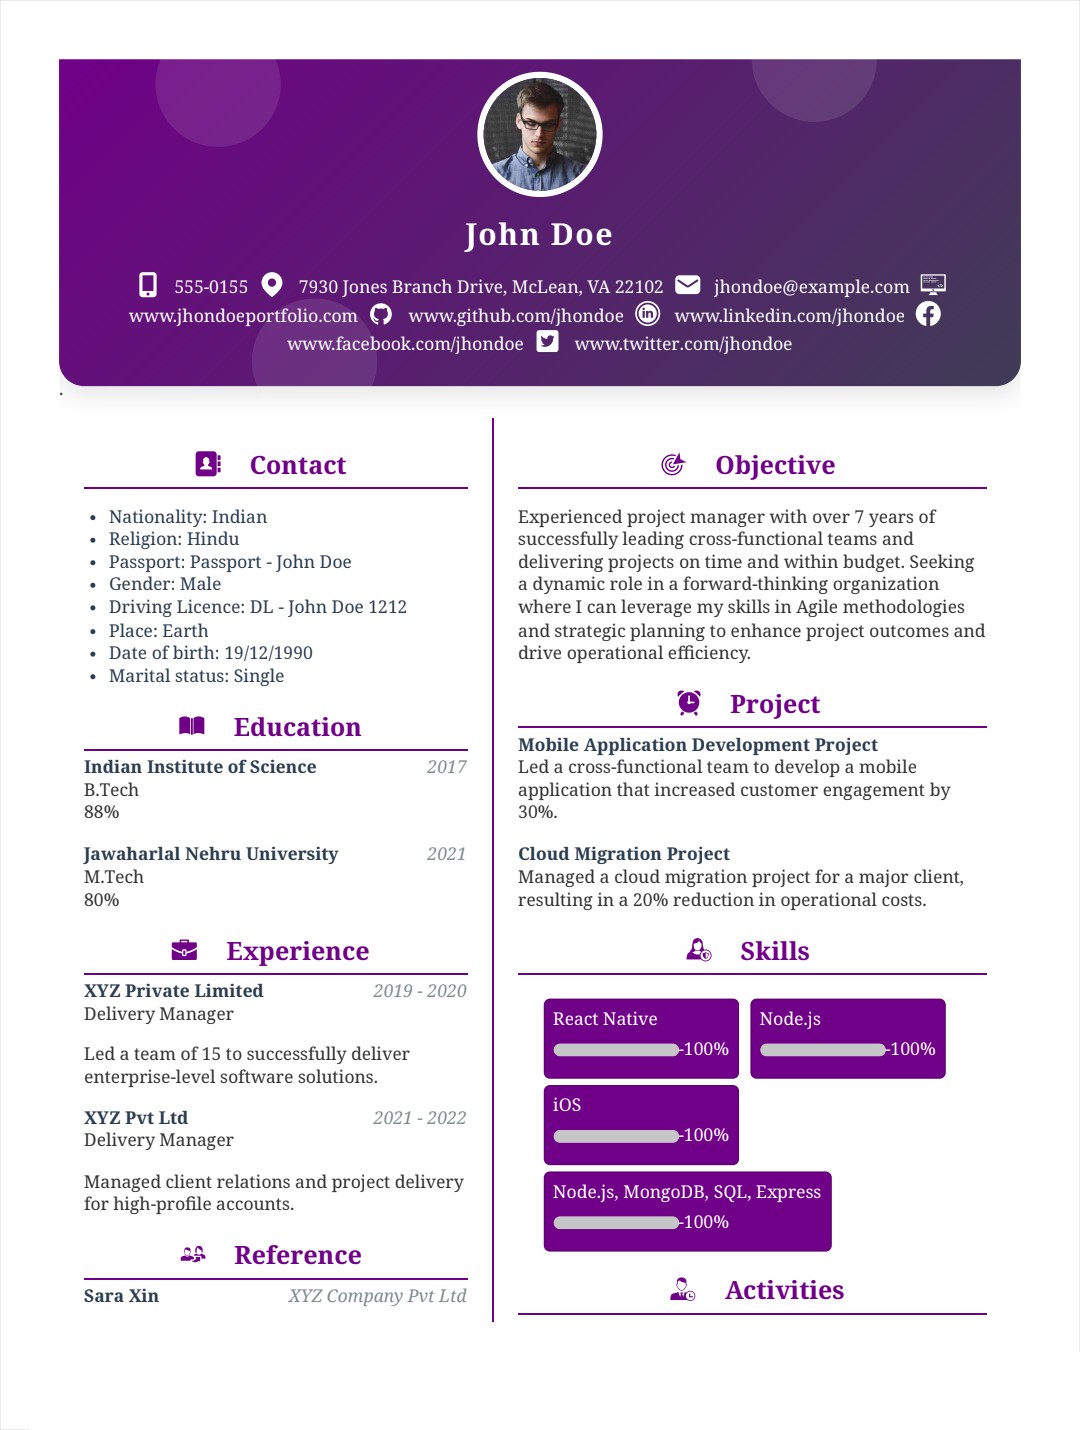 John Doe
555-0155 7930 Jones Branch Drive, McLean, VA 22102 jhondoe@example.com
www.jhondoeportfolio.com www.github.com/jhondoe www.linkedin.com/jhondoe
www.facebook.com/jhondoe www.twitter.com/jhondoe
.
Contact
• Nationality: Indian
• Religion: Hindu
• Passport: Passport - John Doe
• Gender: Male
• Driving Licence: DL - John Doe 1212
• Place: Earth
• Date of birth: 19/12/1990
• Marital status: Single
Education
Indian Institute of Science 2017
B.Tech
88%
Jawaharlal Nehru University 2021
M.Tech
80%
Experience
XYZ Private Limited 2019 - 2020
Delivery Manager
Led a team of 15 to successfully deliver
enterprise-level software solutions.
XYZ Pvt Ltd 2021 - 2022
Delivery Manager
Managed client relations and project delivery
for high-profile accounts.
Reference
Sara Xin XYZ Company Pvt Ltd
Objective
Experienced project manager with over 7 years of
successfully leading cross-functional teams and
delivering projects on time and within budget. Seeking
a dynamic role in a forward-thinking organization
where I can leverage my skills in Agile methodologies
and strategic planning to enhance project outcomes and
drive operational efficiency.
Project
Mobile Application Development Project
Led a cross-functional team to develop a mobile
application that increased customer engagement by
30%.
Cloud Migration Project
Managed a cloud migration project for a major client,
resulting in a 20% reduction in operational costs.
Skills
React Native
-100%
Node.js
-100%
iOS
-100%
Node.js, MongoDB, SQL, Express
-100%
Activities